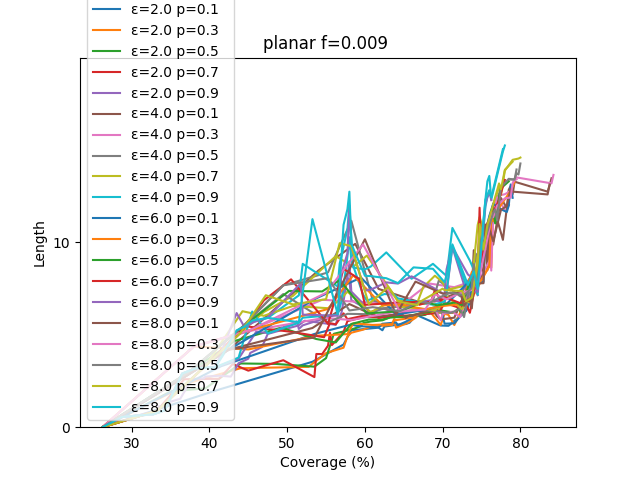 planar f=0.009
ε=2.0 p=0.1
ε=2.0 p=0.3
ε=2.0 p=0.5
ε=2.0 p=0.7
ε=2.0 p=0.9
ε=4.0 p=0.1
ε=4.0 p=0.3
ε=4.0 p=0.5
ε=4.0 p=0.7
ε=4.0 p=0.9
ε=6.0 p=0.1
ε=6.0 p=0.3
ε=6.0 p=0.5
ε=6.0 p=0.7
ε=6.0 p=0.9
ε=8.0 p=0.1
ε=8.0 p=0.3
ε=8.0 p=0.5
ε=8.0 p=0.7
ε=8.0 p=0.9
Length
10
0
30 40 50 60 70 80
Coverage (%)